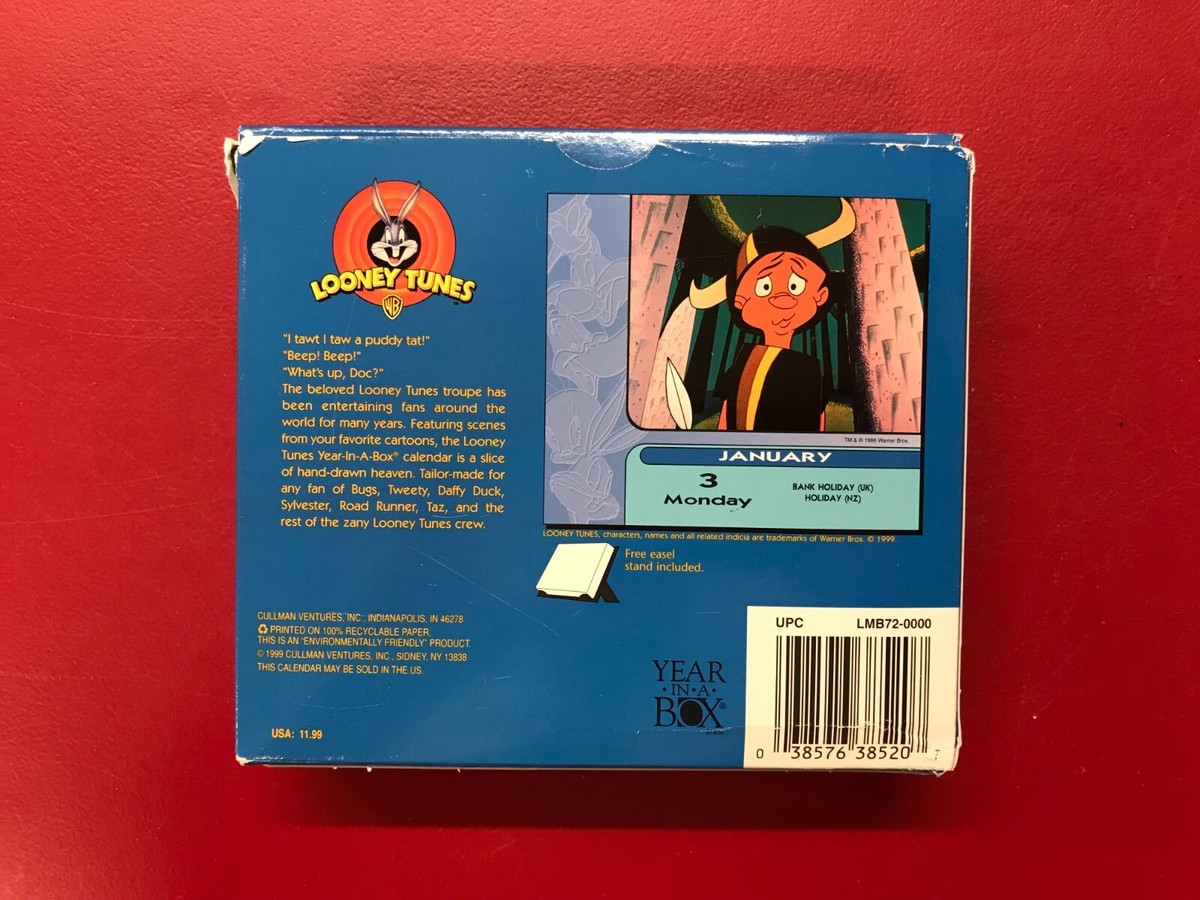 LOONEY TUNES
WB
"I tawt I taw a puddy tat!"
"Beep! Beep!"
"What's up, Doc?"
The beloved Looney Tunes troupe has
been entertaining fans around the
world for many years. Featuring scenes
from your favorite cartoons, the Looney
Tunes Year-In-A-Box® calendar is a slice
of hand-drawn heaven. Tailor-made for
any fan of Bugs, Tweety, Daffy Duck,
Sylvester, Road Runner, Taz, and the
rest of the zany Looney Tunes crew.
TM & © 1999 Warner Bros.
JANUARY
3
Monday
BANK HOLIDAY (UK)
HOLIDAY (NZ)
LOONEY TUNES, characters, names and all related indicia are trademarks of Warner Bros. © 1999
Free easel
stand included.
CULLMAN VENTURES, INC., INDIANAPOLIS, IN 46278
PRINTED ON 100% RECYCLABLE PAPER.
THIS IS AN "ENVIRONMENTALLY FRIENDLY" PRODUCT.
© 1999 CULLMAN VENTURES, INC., SIDNEY, NY 13838
THIS CALENDAR MAY BE SOLD IN THE US.
USA: 11.99
YEAR
·IN·A·
BOX®
UPC LMB72-0000
0 38576 38520 7